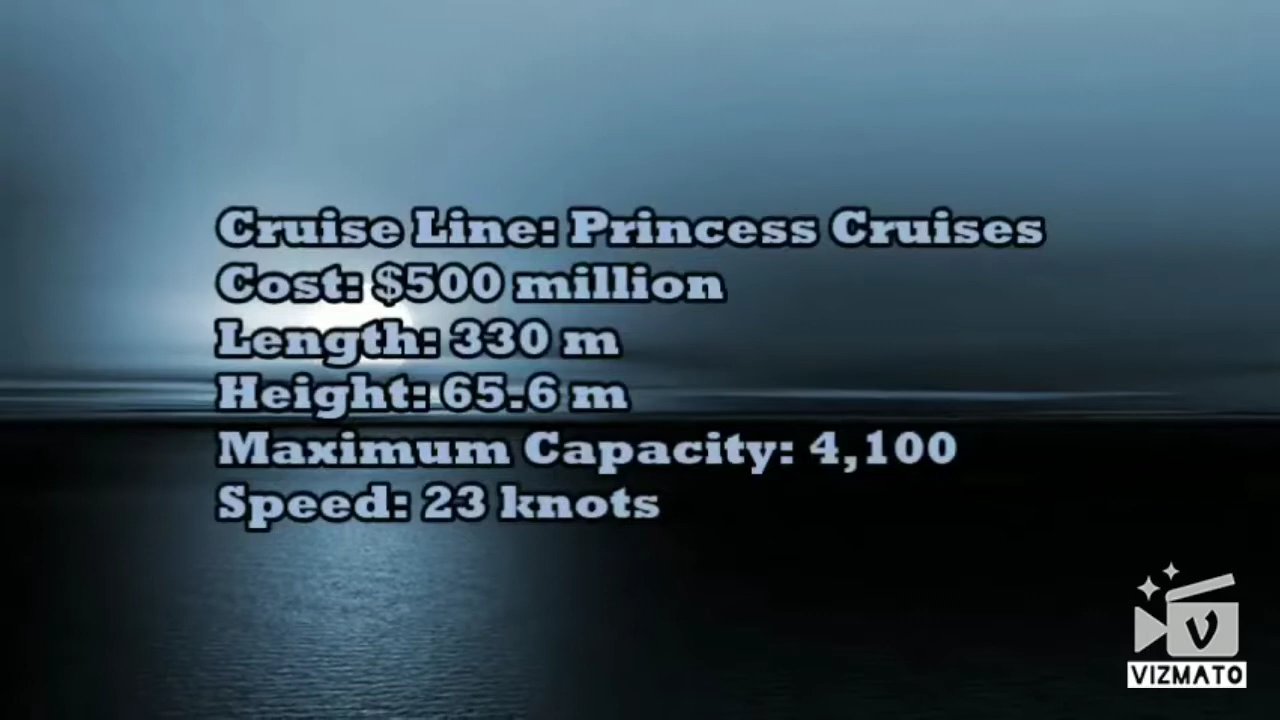 Cruise Line: Princess Cruises
Cost: $500 million
Length: 330 m
Height: 65.6 m
Maximum Capacity: 4,100
Speed: 23 knots
V
VIZMATO